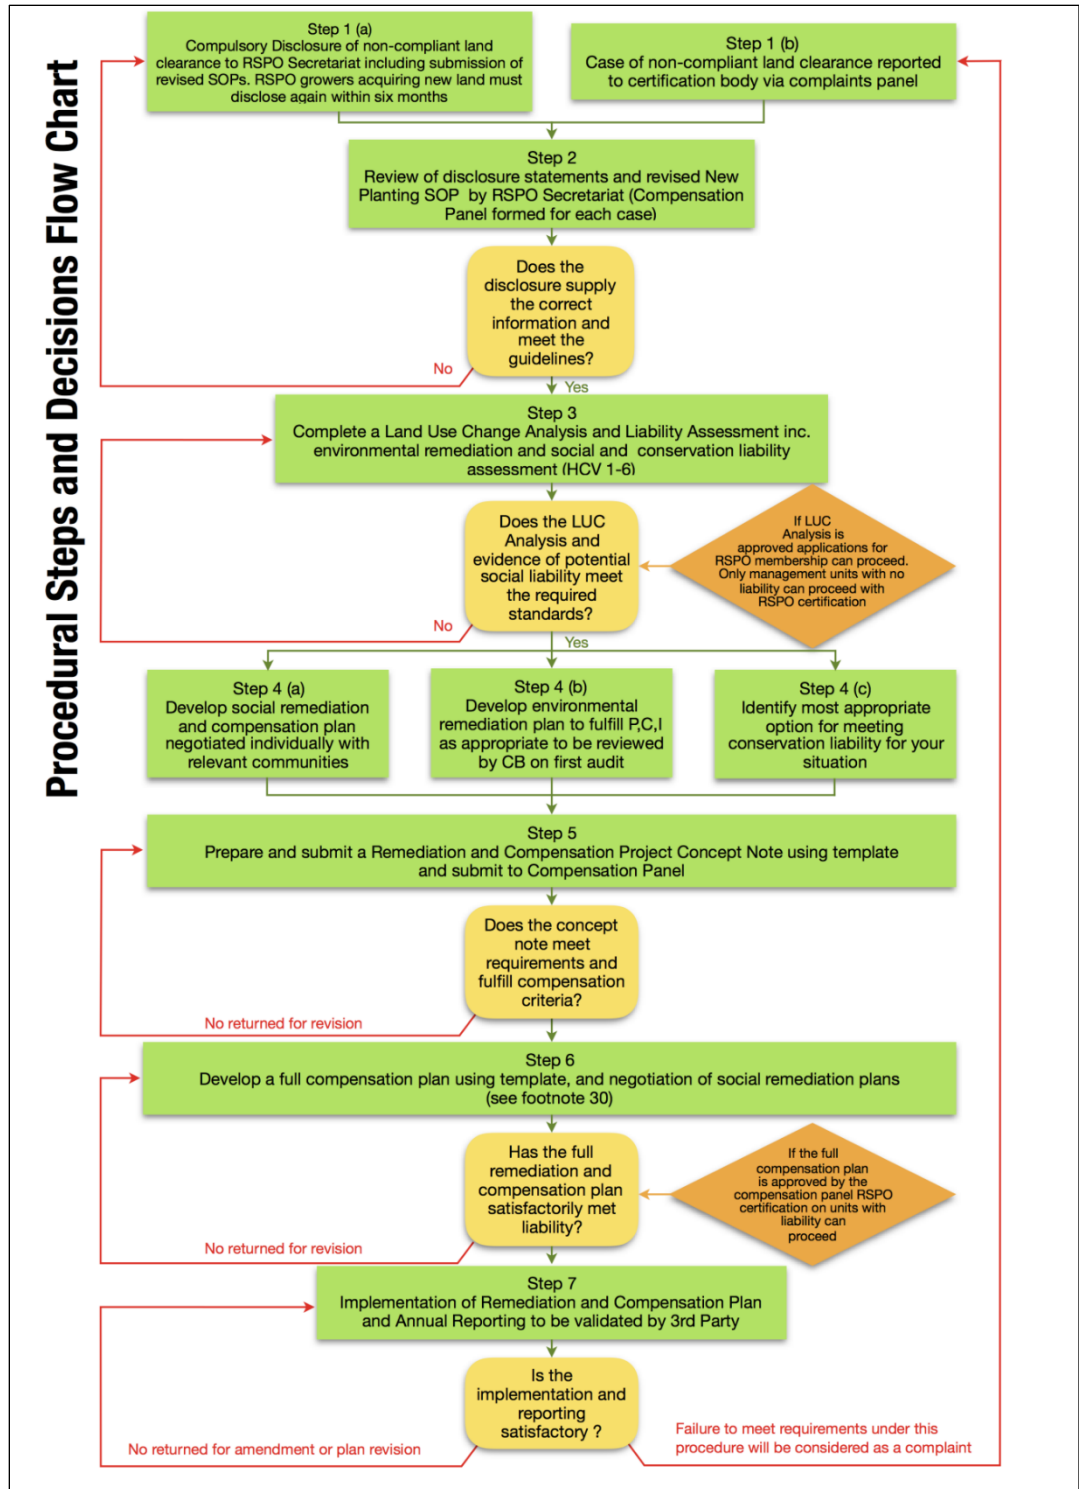 Procedural Steps and Decisions Flow Chart
Step 1 (a)
Compulsory Disclosure of non-compliant land
clearance to RSPO Secretariat including submission of
revised SOPs. RSPO growers acquiring new land must
disclose again within six months
Step 1 (b)
Case of non-compliant land clearance reported
to certification body via complaints panel
Step 2
Review of disclosure statements and revised New
Planting SOP by RSPO Secretariat (Compensation
Panel formed for each case)
Does the
disclosure supply
the correct
information and
meet the
guidelines?
No
Yes
Step 3
Complete a Land Use Change Analysis and Liability Assessment inc.
environmental remediation and social and conservation liability
assessment (HCV 1-6)
Does the LUC
Analysis and
evidence of potential
social liability meet
the required
standards?
If LUC
Analysis is
approved applications for
RSPO membership can proceed.
Only management units with no
liability can proceed with
RSPO certification
No
Yes
Step 4 (a)
Develop social remediation
and compensation plan
negotiated individually with
relevant communities
Step 4 (b)
Develop environmental
remediation plan to fulfill P,C,I
as appropriate to be reviewed
by CB on first audit
Step 4 (c)
Identify most appropriate
option for meeting
conservation liability for your
situation
Step 5
Prepare and submit a Remediation and Compensation Project Concept Note using template
and submit to Compensation Panel
Does the concept
note meet
requirements and
fulfill compensation
criteria?
No returned for revision
Step 6
Develop a full compensation plan using template, and negotiation of social remediation plans
(see footnote 30)
Has the full
remediation and
compensation plan
satisfactorily met
liability?
If the full
compensation plan
is approved by the
compensation panel RSPO
certification on units with
liability can
proceed
No returned for revision
Step 7
Implementation of Remediation and Compensation Plan
and Annual Reporting to be validated by 3rd Party
Is the
implementation and
reporting
satisfactory ?
No returned for amendment or plan revision
Failure to meet requirements under this
procedure will be considered as a complaint